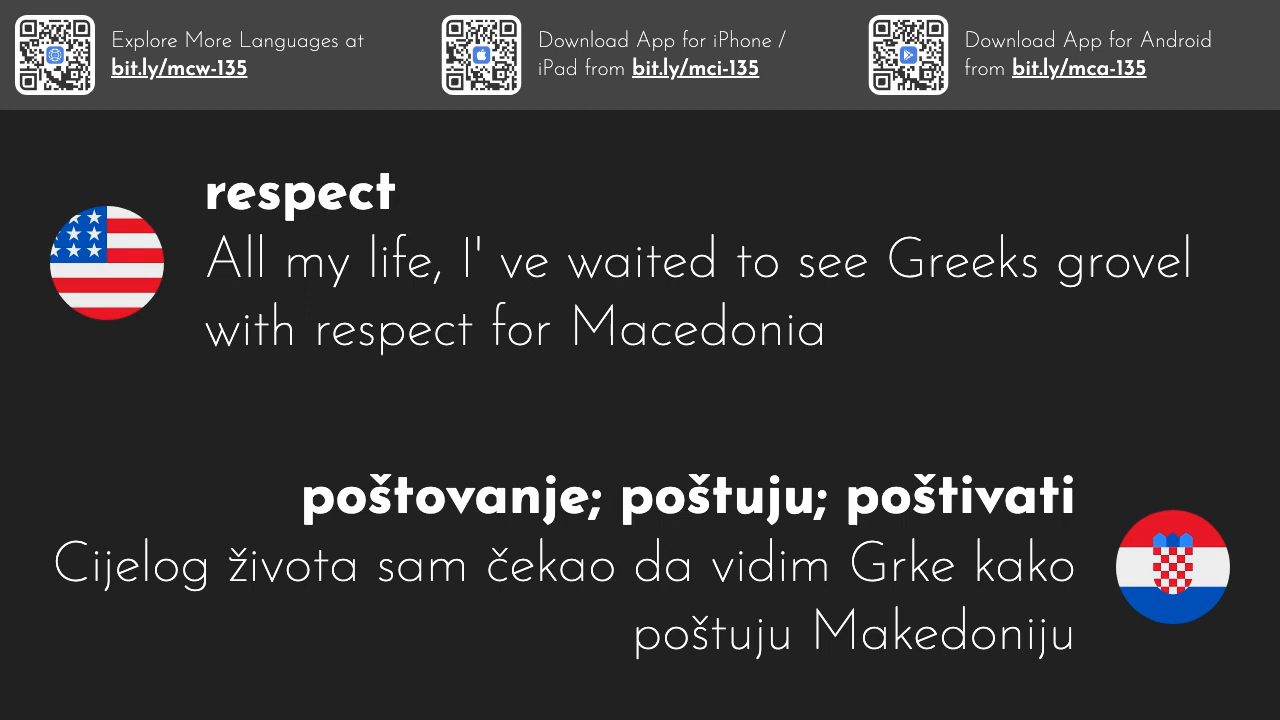 Explore More Languages at
bit.ly/mcw-135
Download App for iPhone /
iPad from bit.ly/mci-135
Download App for Android
from bit.ly/mca-135
respect
All my life, I' ve waited to see Greeks grovel
with respect for Macedonia
poštovanje; poštuju; poštivati
Cijelog života sam čekao da vidim Grke kako
poštuju Makedoniju